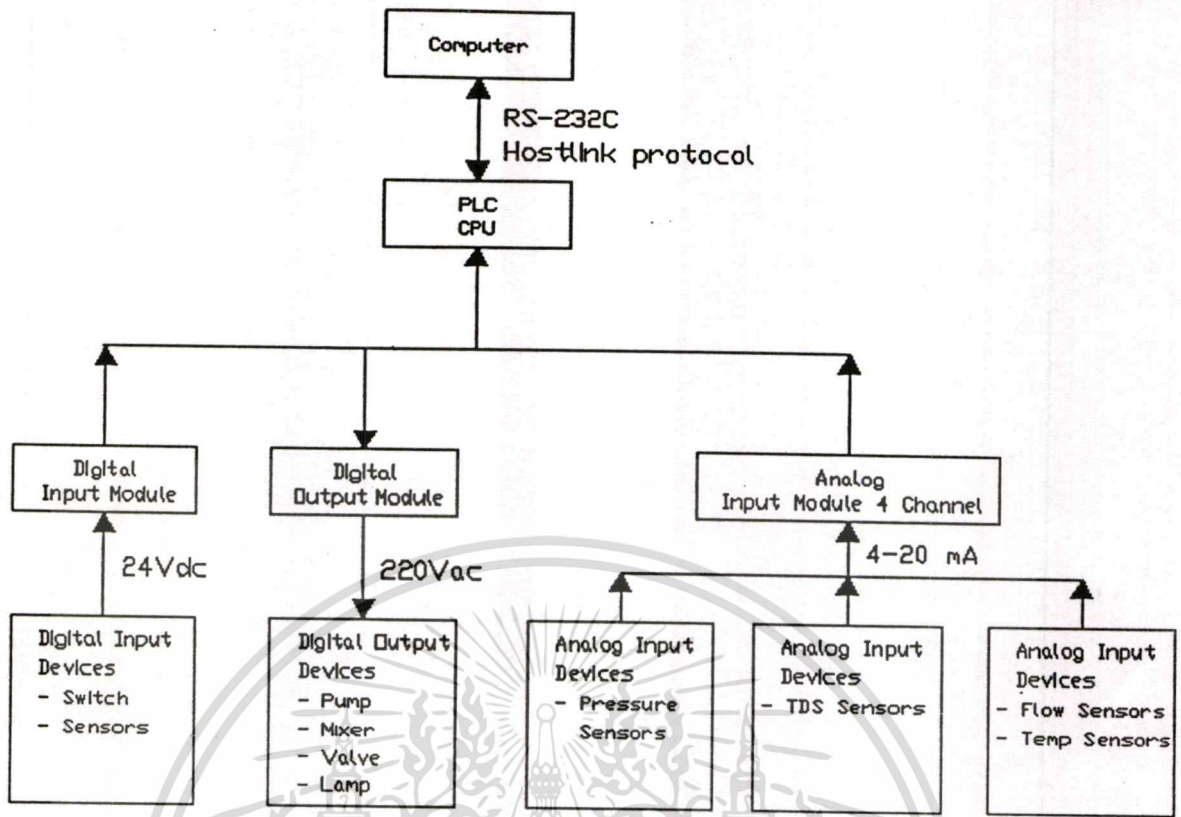 Computer
RS-232C
Hostlink protocol
PLC
CPU
Digital
Input Module
Digital
Output Module
Analog
Input Module 4 Channel
24Vdc
220Vac
4-20 mA
Digital Input
Devices
- Switch
- Sensors
Digital Output
Devices
- Pump
- Mixer
- Valve
- Lamp
Analog Input
Devices
- Pressure
Sensors
Analog Input
Devices
- TDS Sensors
Analog Input
Devices
- Flow Sensors
- Temp Sensors